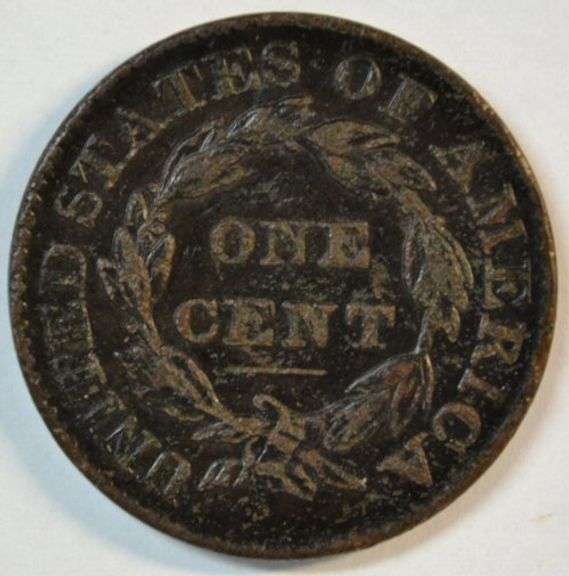 UNITED STATES OF AMERICA
ONE
CENT